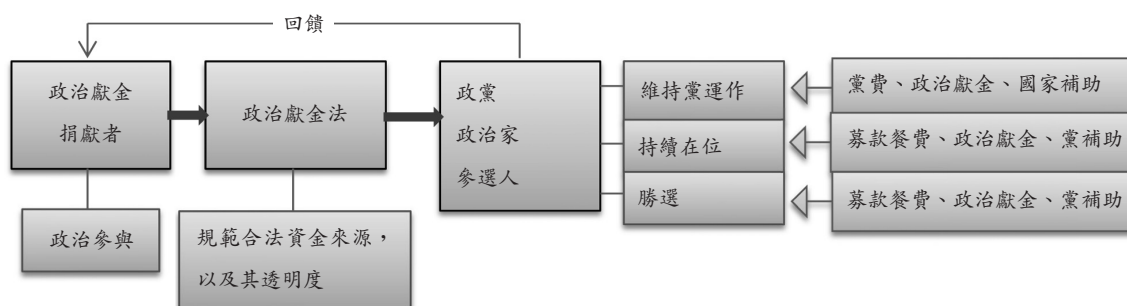 回饋
政治獻金
捐獻者
政治獻金法
政黨
政治家
參選人
維持黨運作
黨費、政治獻金、國家補助
持續在位
募款餐費、政治獻金、黨補助
勝選
募款餐費、政治獻金、黨補助
政治參與
規範合法資金來源，
以及其透明度